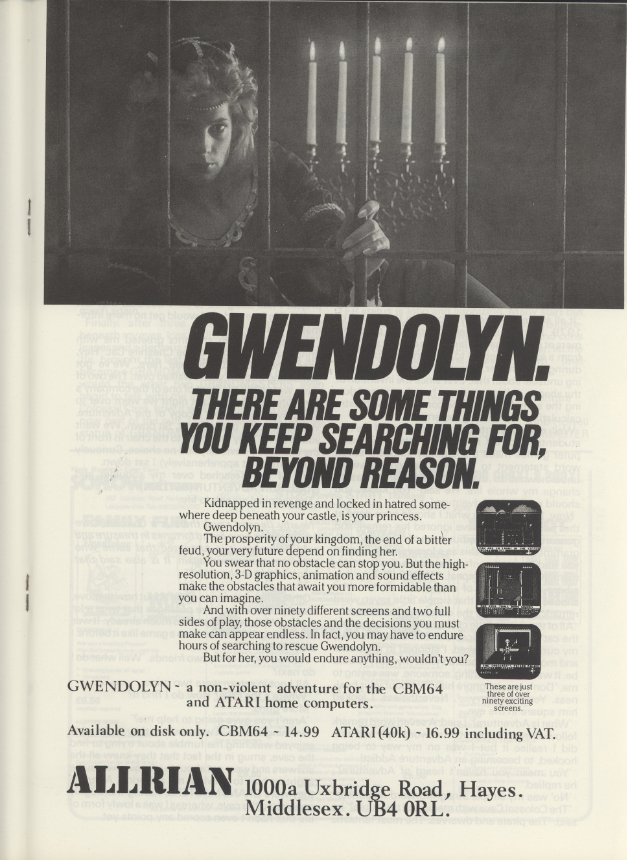 GWENDOLYN.
THERE ARE SOME THINGS
YOU KEEP SEARCHING FOR,
BEYOND REASON.
Kidnapped in revenge and locked in hatred some-
where deep beneath your castle, is your princess.
Gwendolyn.
The prosperity of your kingdom, the end of a bitter
feud, your very future depend on finding her.
You swear that no obstacle can stop you. But the high-
resolution, 3-D graphics, animation and sound effects
make the obstacles that await you more formidable than
you can imagine.
And with over ninety different screens and two full
sides of play, those obstacles and the decisions you must
make can appear endless. In fact, you may have to endure
hours of searching to rescue Gwendolyn.
But for her, you would endure anything, wouldn't you?
These are just
three of over
ninety exciting
screens.
GWENDOLYN - a non-violent adventure for the CBM64
and ATARI home computers.
Available on disk only. CBM64 - 14.99 ATARI (40k) - 16.99 including VAT.
ALLRIAN 1000a Uxbridge Road, Hayes.
Middlesex. UB4 0RL.